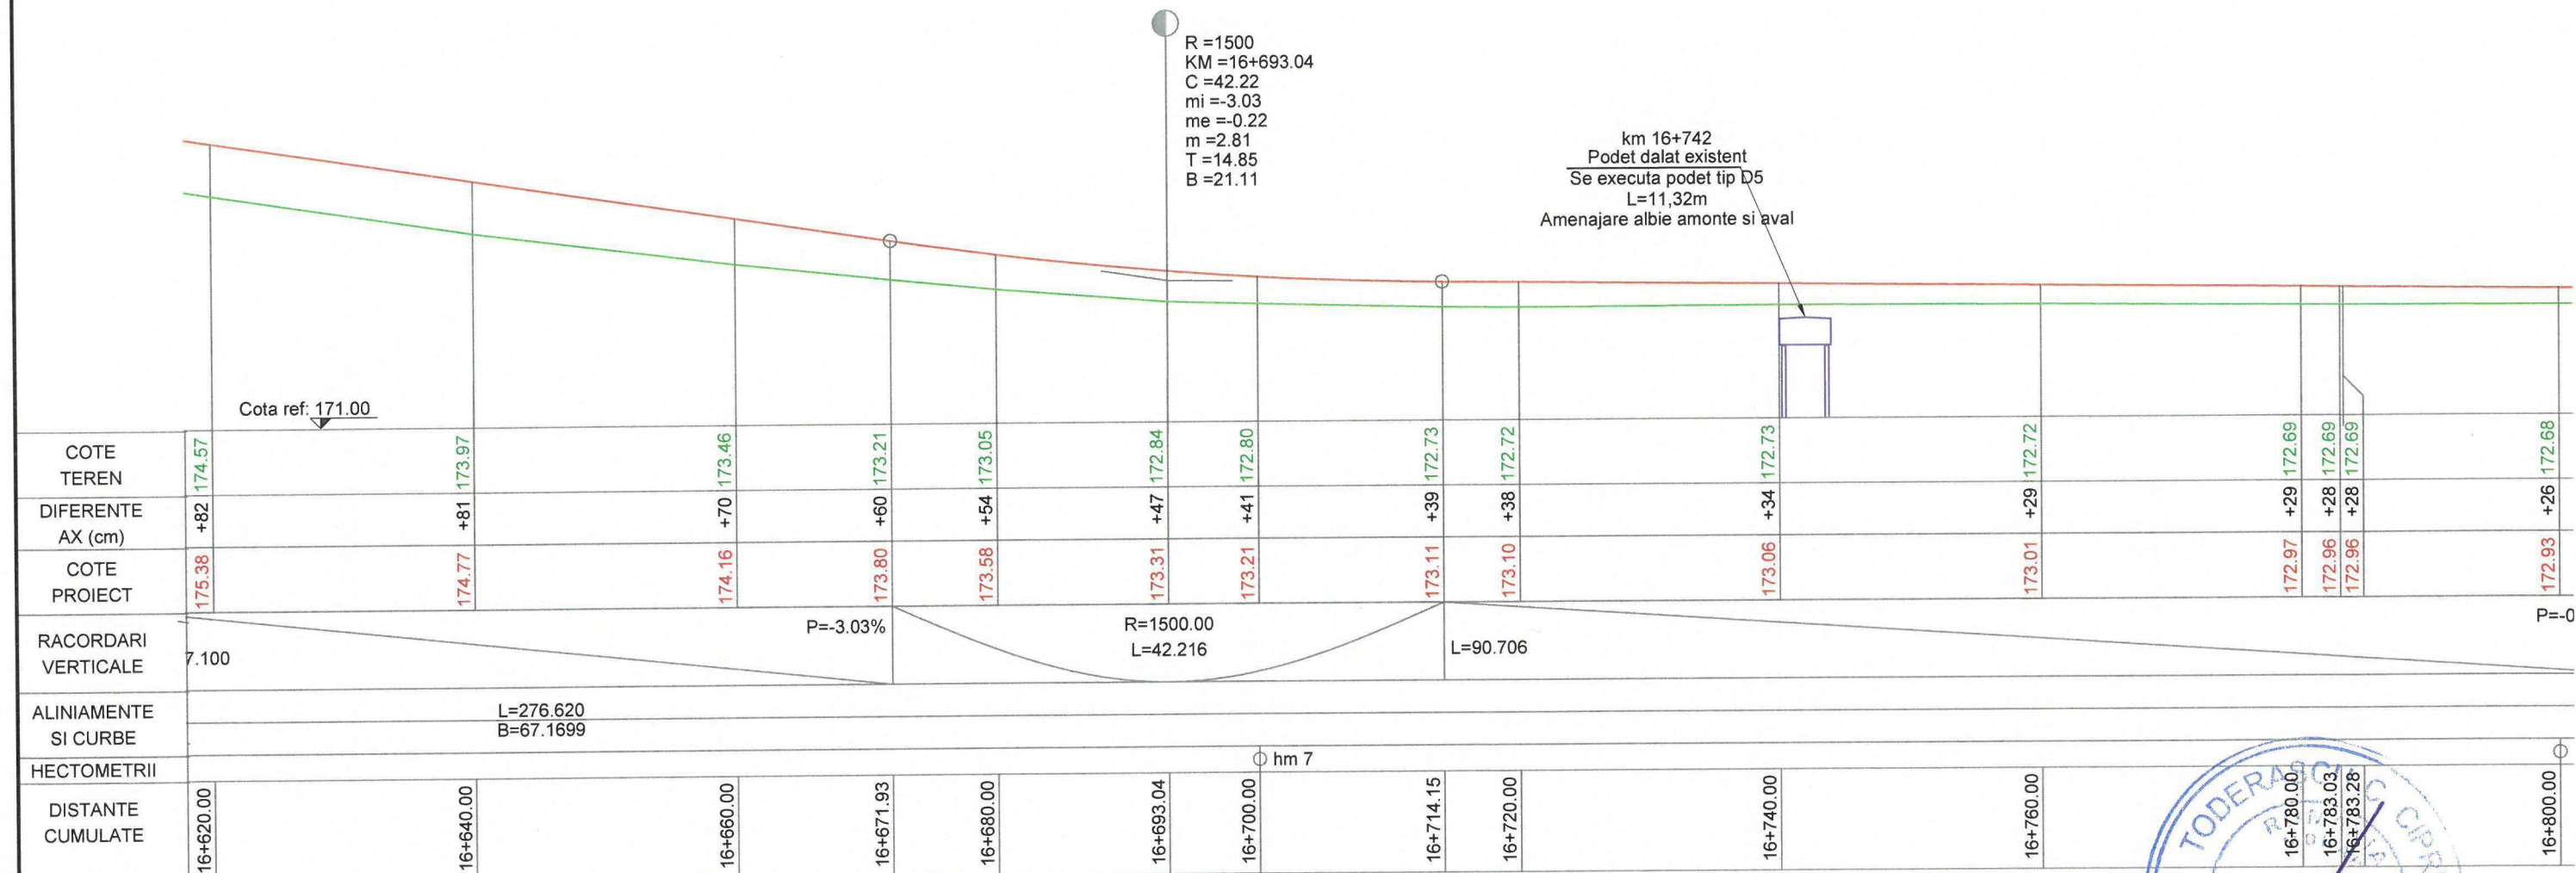 R =1500
KM =16+693.04
C =42.22
mi =-3.03
me =-0.22
m =2.81
T =14.85
B =21.11
km 16+742
Podet dalat existent
Se executa podet tip D5
L=11,32m
Amenajare albie amonte si aval
Cota ref: 171.00
COTE
TEREN
174.57 173.97 173.46 173.21 173.05 172.84 172.80 172.73 172.72 172.73 172.72 172.69 172.69 172.69 172.68
DIFERENTE
AX (cm)
+82 +81 +70 +60 +54 +47 +41 +39 +38 +34 +29 +29 +28 +28 +26
COTE
PROIECT
175.38 174.77 174.16 173.80 173.58 173.31 173.21 173.11 173.10 173.06 173.01 172.97 172.96 172.96 172.93
RACORDARI
VERTICALE
7.100
P=-3.03%
R=1500.00
L=42.216
L=90.706
P=-0
ALINIAMENTE
SI CURBE
L=276.620
B=67.1699
HECTOMETRII
hm 7
DISTANTE
CUMULATE
16+620.00 16+640.00 16+660.00 16+671.93 16+680.00 16+693.04 16+700.00 16+714.15 16+720.00 16+740.00 16+760.00 16+780.00 16+783.03 16+783.28 16+800.00
TODERASCU C